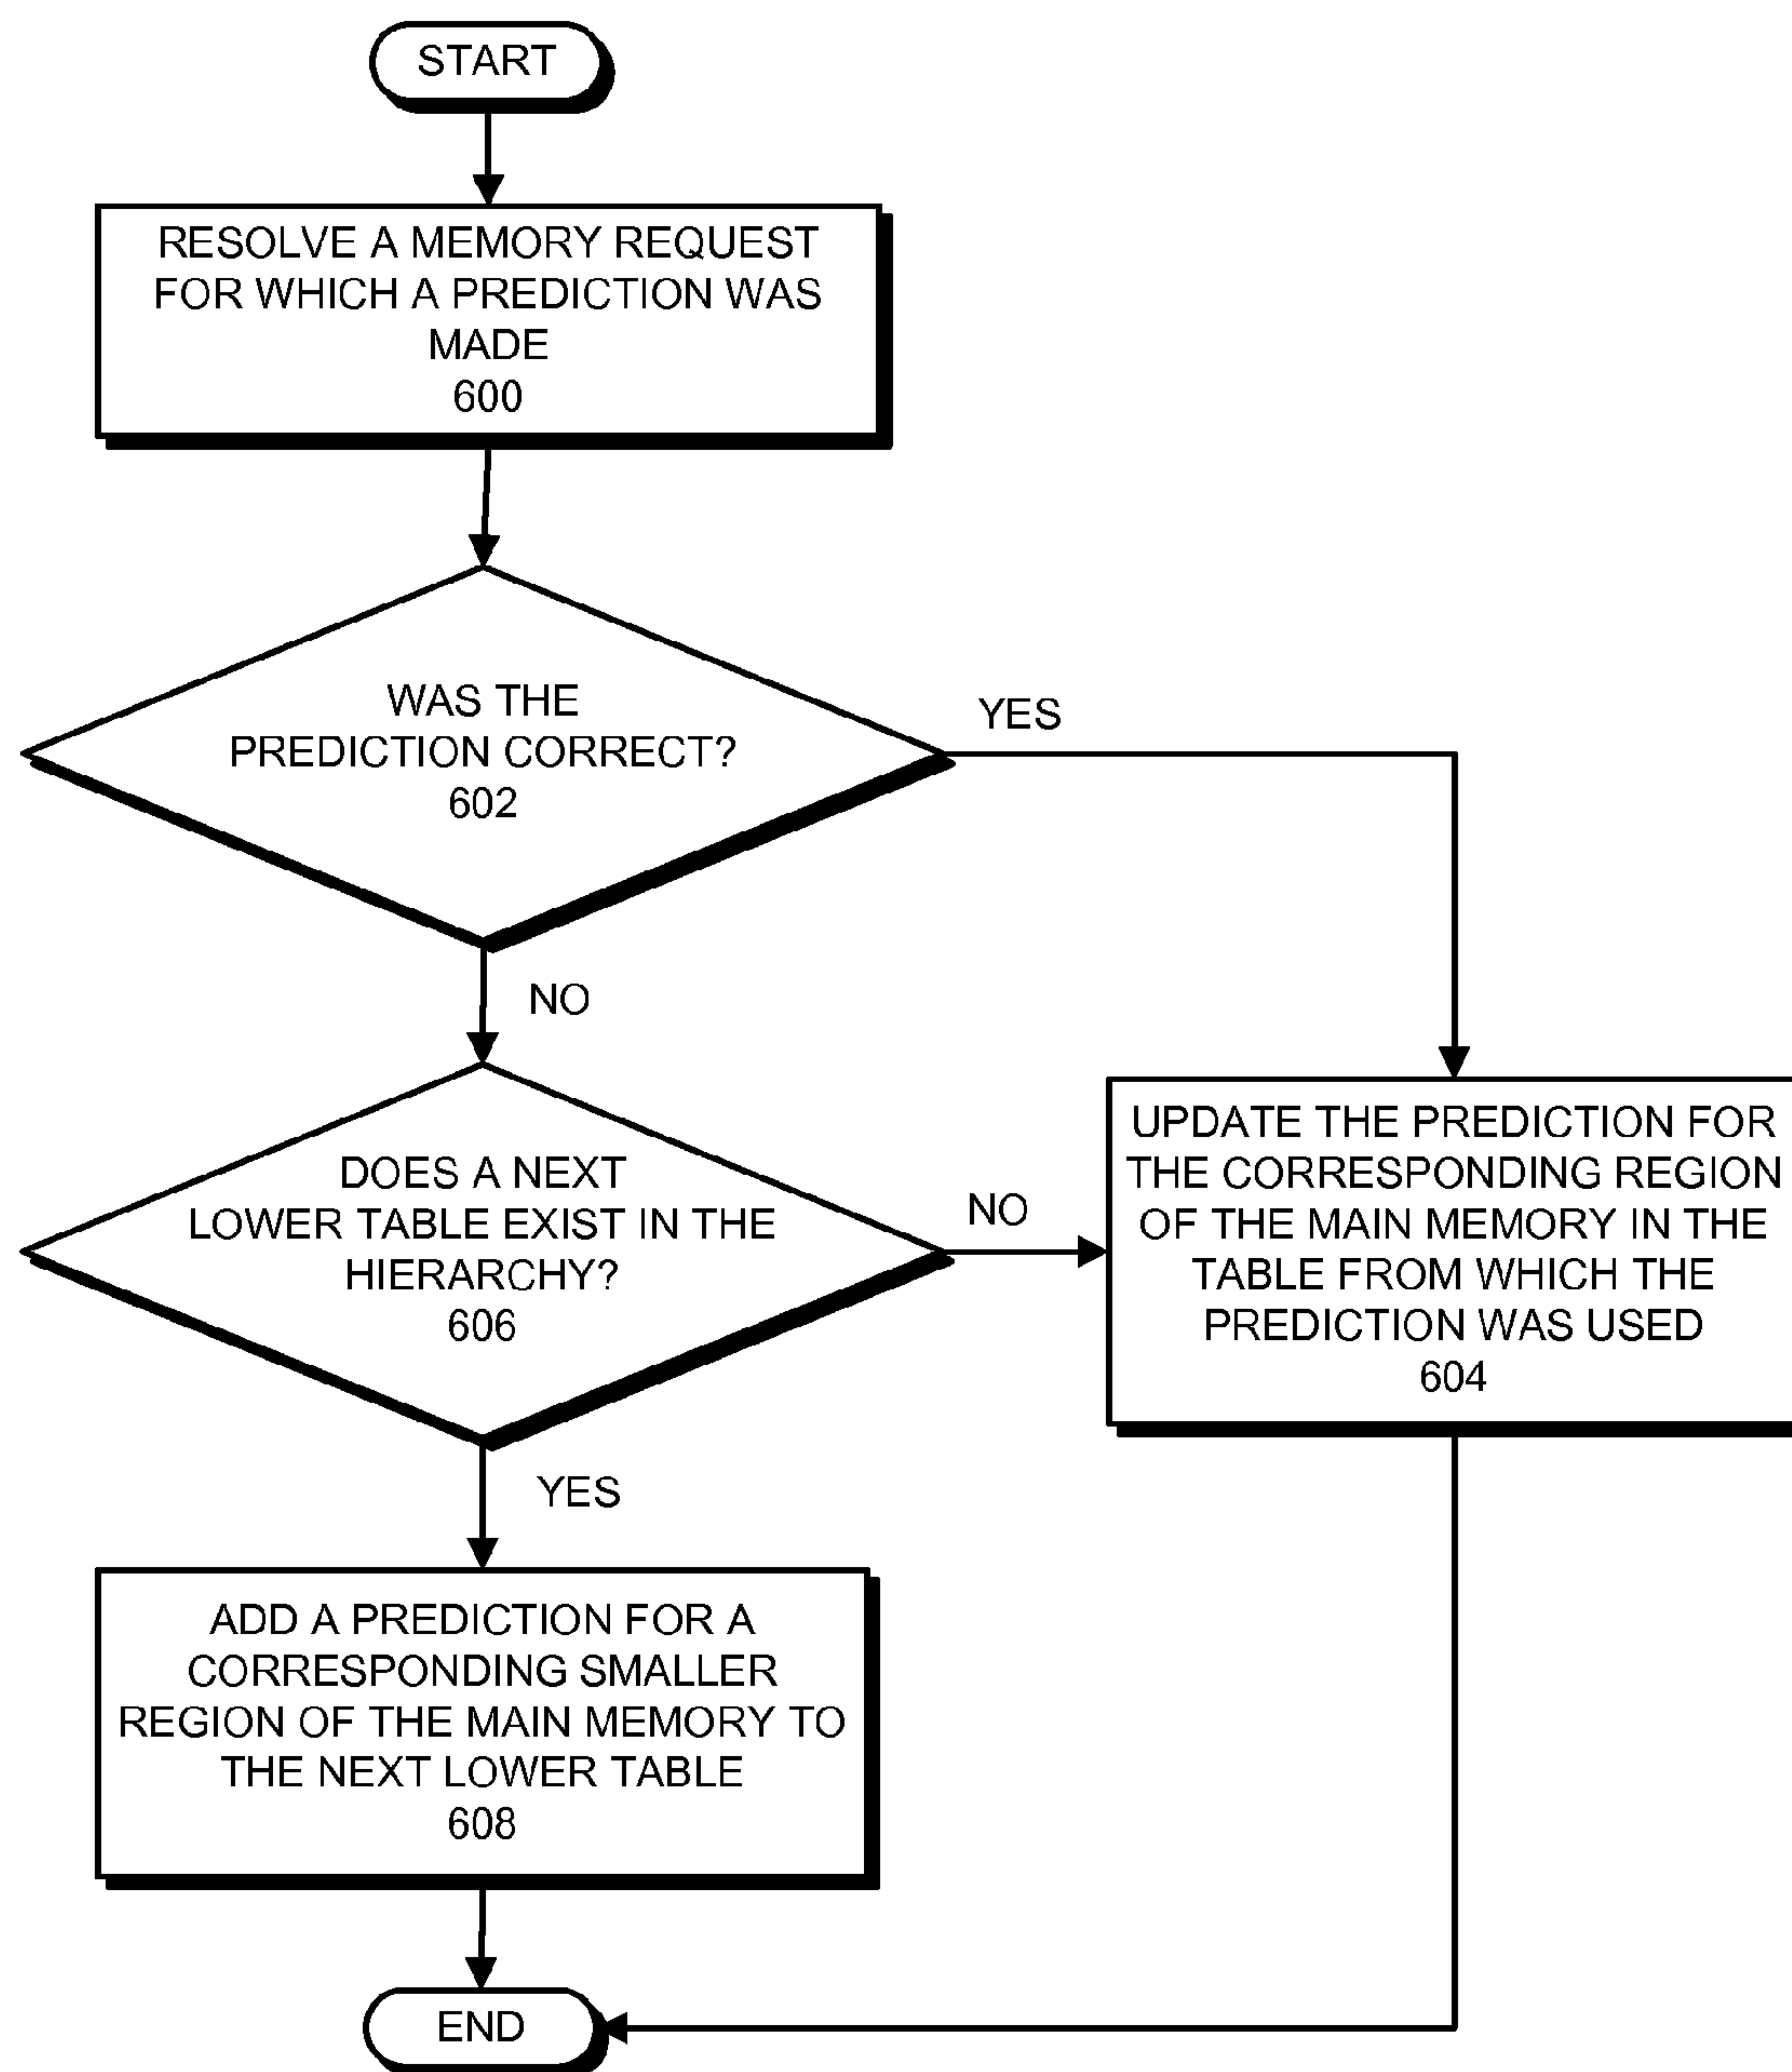 START
RESOLVE A MEMORY REQUEST
FOR WHICH A PREDICTION WAS
MADE
600
WAS THE
PREDICTION CORRECT?
602
YES
NO
DOES A NEXT
LOWER TABLE EXIST IN THE
HIERARCHY?
606
NO
UPDATE THE PREDICTION FOR
THE CORRESPONDING REGION
OF THE MAIN MEMORY IN THE
TABLE FROM WHICH THE
PREDICTION WAS USED
604
YES
ADD A PREDICTION FOR A
CORRESPONDING SMALLER
REGION OF THE MAIN MEMORY TO
THE NEXT LOWER TABLE
608
END